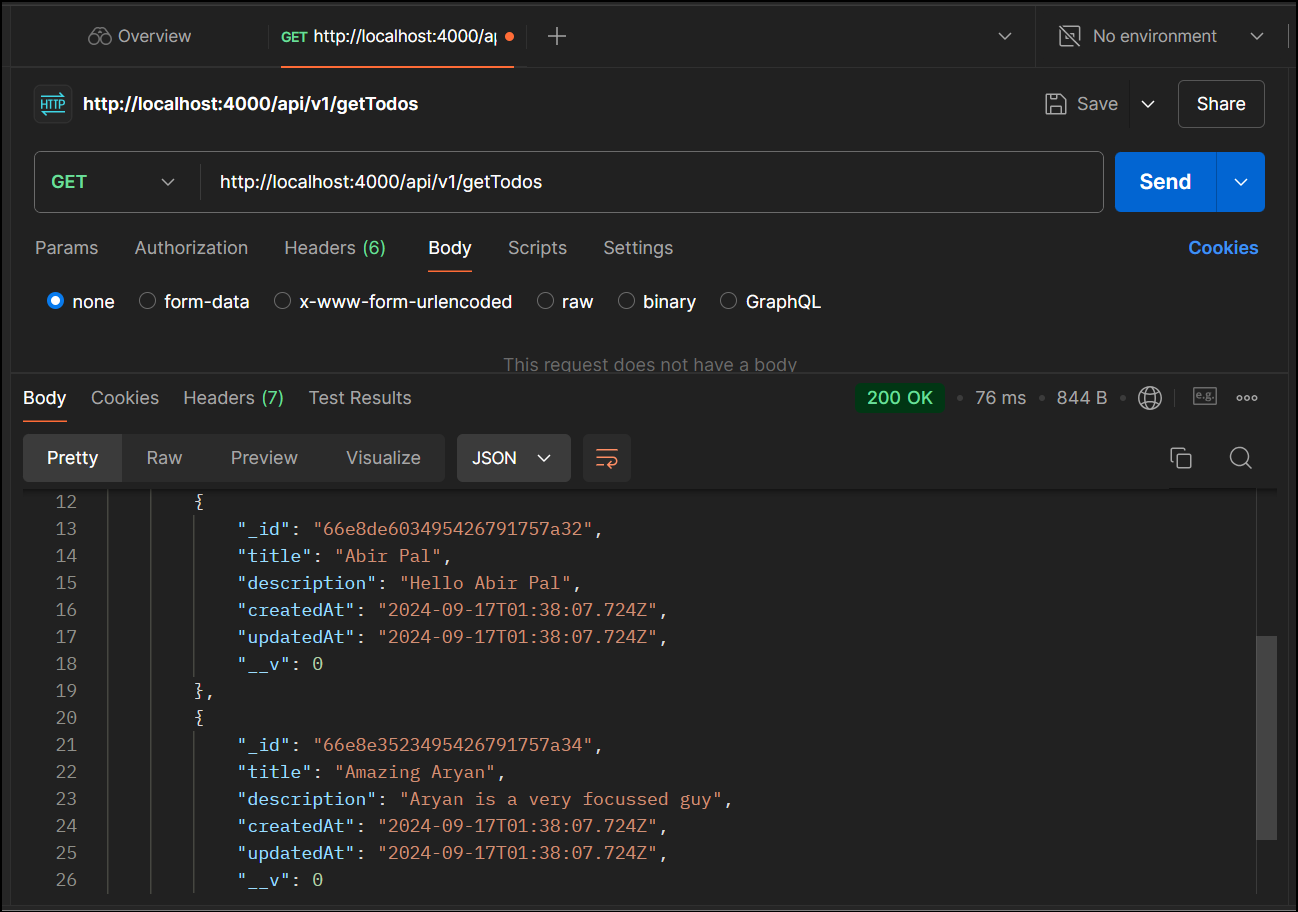 Overview
GET http://localhost:4000/ap
No environment
HTTP http://localhost:4000/api/v1/getTodos
Save
Share
GET http://localhost:4000/api/v1/getTodos
Send
Params Authorization Headers (6) Body Scripts Settings Cookies
none form-data x-www-form-urlencoded raw binary GraphQL
This request does not have a body
Body Cookies Headers (7) Test Results 200 OK • 76 ms • 844 B • e.g.
Pretty Raw Preview Visualize JSON
12 {
13 "_id": "66e8de603495426791757a32",
14 "title": "Abir Pal",
15 "description": "Hello Abir Pal",
16 "createdAt": "2024-09-17T01:38:07.724Z",
17 "updatedAt": "2024-09-17T01:38:07.724Z",
18 "__v": 0
19 },
20 {
21 "_id": "66e8e3523495426791757a34",
22 "title": "Amazing Aryan",
23 "description": "Aryan is a very focussed guy",
24 "createdAt": "2024-09-17T01:38:07.724Z",
25 "updatedAt": "2024-09-17T01:38:07.724Z",
26 "__v": 0